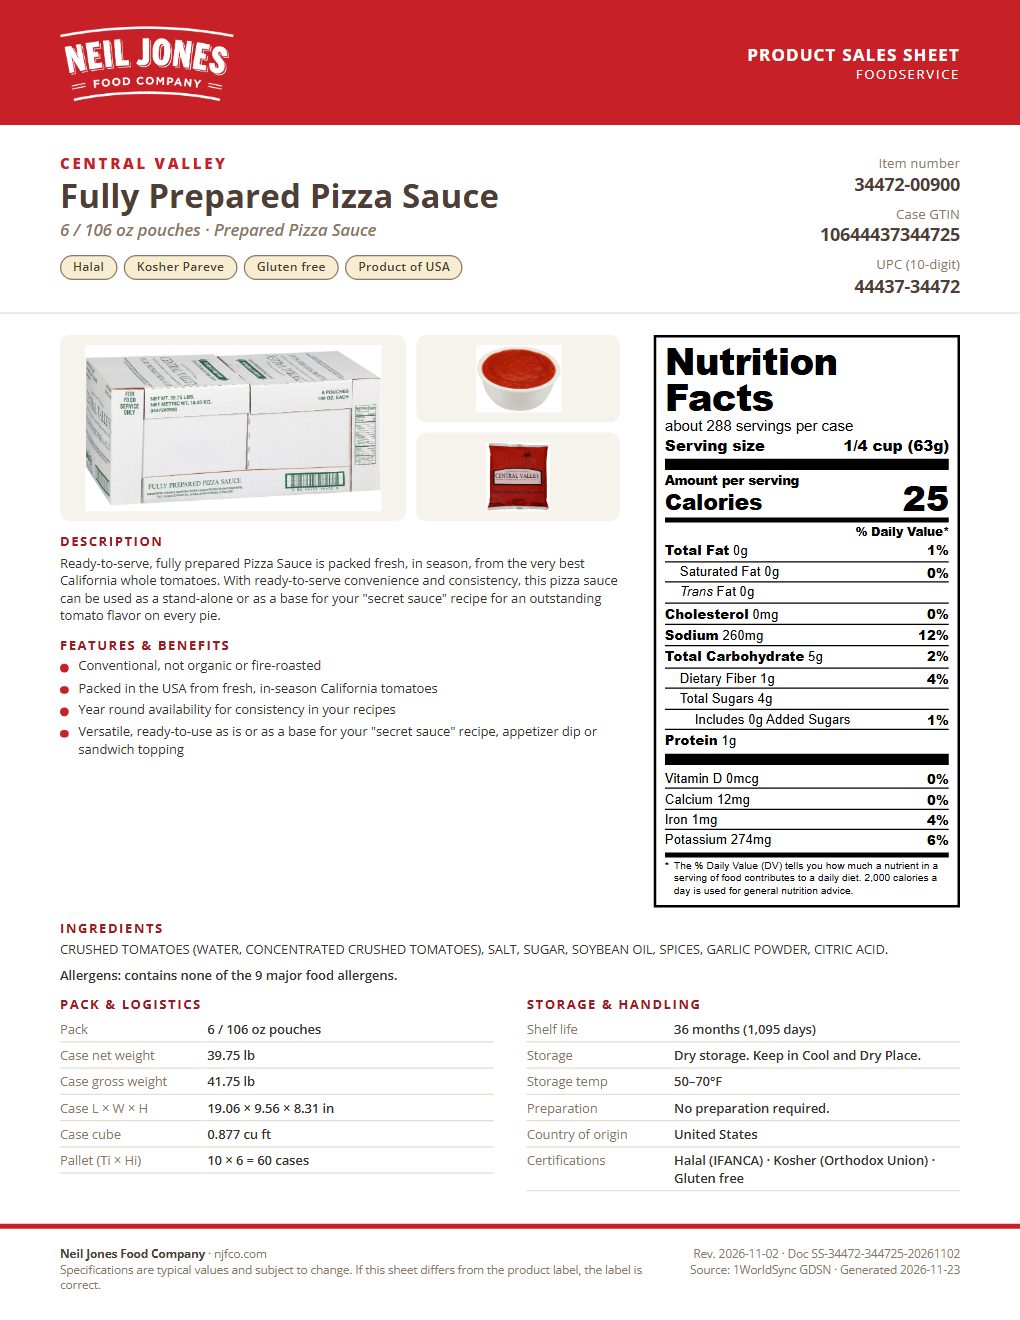 NEIL JONES
FOOD COMPANY
PRODUCT SALES SHEET
FOODSERVICE
CENTRAL VALLEY
Fully Prepared Pizza Sauce
6 / 106 oz pouches · Prepared Pizza Sauce
Halal
Kosher Pareve
Gluten free
Product of USA
Item number
34472-00900
Case GTIN
10644437344725
UPC (10-digit)
44437-34472
FOR
FOOD
SERVICE
ONLY
NET WT. 39.75 LBS.
NET METRIC WT. 18.03 KG.
6 POUCHES
106 OZ. EACH
FULLY PREPARED PIZZA SAUCE
CENTRAL VALLEY
DESCRIPTION
Ready-to-serve, fully prepared Pizza Sauce is packed fresh, in season, from the very best
California whole tomatoes. With ready-to-serve convenience and consistency, this pizza sauce
can be used as a stand-alone or as a base for your "secret sauce" recipe for an outstanding
tomato flavor on every pie.
FEATURES & BENEFITS
Conventional, not organic or fire-roasted
Packed in the USA from fresh, in-season California tomatoes
Year round availability for consistency in your recipes
Versatile, ready-to-use as is or as a base for your "secret sauce" recipe, appetizer dip or
sandwich topping
Nutrition
Facts
about 288 servings per case
Serving size 1/4 cup (63g)
Amount per serving
Calories 25
% Daily Value*
Total Fat 0g 1%
Saturated Fat 0g 0%
Trans Fat 0g
Cholesterol 0mg 0%
Sodium 260mg 12%
Total Carbohydrate 5g 2%
Dietary Fiber 1g 4%
Total Sugars 4g
Includes 0g Added Sugars 1%
Protein 1g
Vitamin D 0mcg 0%
Calcium 12mg 0%
Iron 1mg 4%
Potassium 274mg 6%
* The % Daily Value (DV) tells you how much a nutrient in a
serving of food contributes to a daily diet. 2,000 calories a
day is used for general nutrition advice.
INGREDIENTS
CRUSHED TOMATOES (WATER, CONCENTRATED CRUSHED TOMATOES), SALT, SUGAR, SOYBEAN OIL, SPICES, GARLIC POWDER, CITRIC ACID.
Allergens: contains none of the 9 major food allergens.
PACK & LOGISTICS
Pack 6 / 106 oz pouches
Case net weight 39.75 lb
Case gross weight 41.75 lb
Case L × W × H 19.06 × 9.56 × 8.31 in
Case cube 0.877 cu ft
Pallet (Ti × Hi) 10 × 6 = 60 cases
STORAGE & HANDLING
Shelf life 36 months (1,095 days)
Storage Dry storage. Keep in Cool and Dry Place.
Storage temp 50–70°F
Preparation No preparation required.
Country of origin United States
Certifications Halal (IFANCA) · Kosher (Orthodox Union) ·
Gluten free
Neil Jones Food Company · njfco.com
Specifications are typical values and subject to change. If this sheet differs from the product label, the label is
correct.
Rev. 2026-11-02 · Doc SS-34472-344725-20261102
Source: 1WorldSync GDSN · Generated 2026-11-23